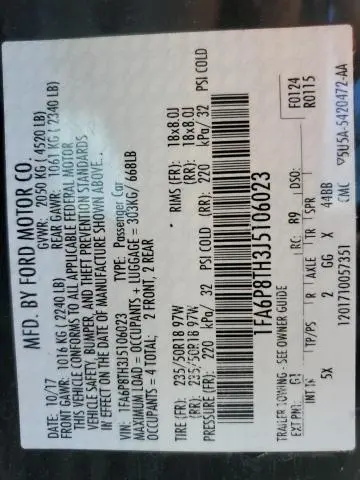 MFD. BY FORD MOTOR CO.
DATE: 10/17 GVWR: 2050 KG ( 4520 LB)
FRONT GAWR: 1016 KG ( 2240 LB) REAR GAWR: 1061 KG ( 2340 LB)
THIS VEHICLE CONFORMS TO ALL APPLICABLE FEDERAL MOTOR
VEHICLE SAFETY, BUMPER, AND THEFT PREVENTION STANDARDS
IN EFFECT ON THE DATE OF MANUFACTURE SHOWN ABOVE.
VIN: 1FA6P8TH3J5106023 TYPE: Passenger Car
MAXIMUM LOAD = OCCUPANTS + LUGGAGE = 303KG/ 668LB
OCCUPANTS = 4 TOTAL: 2 FRONT, 2 REAR
TIRE (FR): 235/50R18 97W RIMS (FR): 18x8.0J
(RR): 235/50R18 97W (RR): 18x8.0J
PRESSURE (FR): 220 kPa/ 32 PSI COLD (RR): 220 kPa/ 32 PSI COLD
1FA6P8TH3J5106023
F0124
R0115
TRAILER TOWING - SEE OWNER GUIDE
EXT PNT: G1 RC: 89 DSO:
INT TR TP/PS R AXLE TR SPR
5X 2 GG X 44BB
1701710057351 CMC
5U5A-5420472-AA